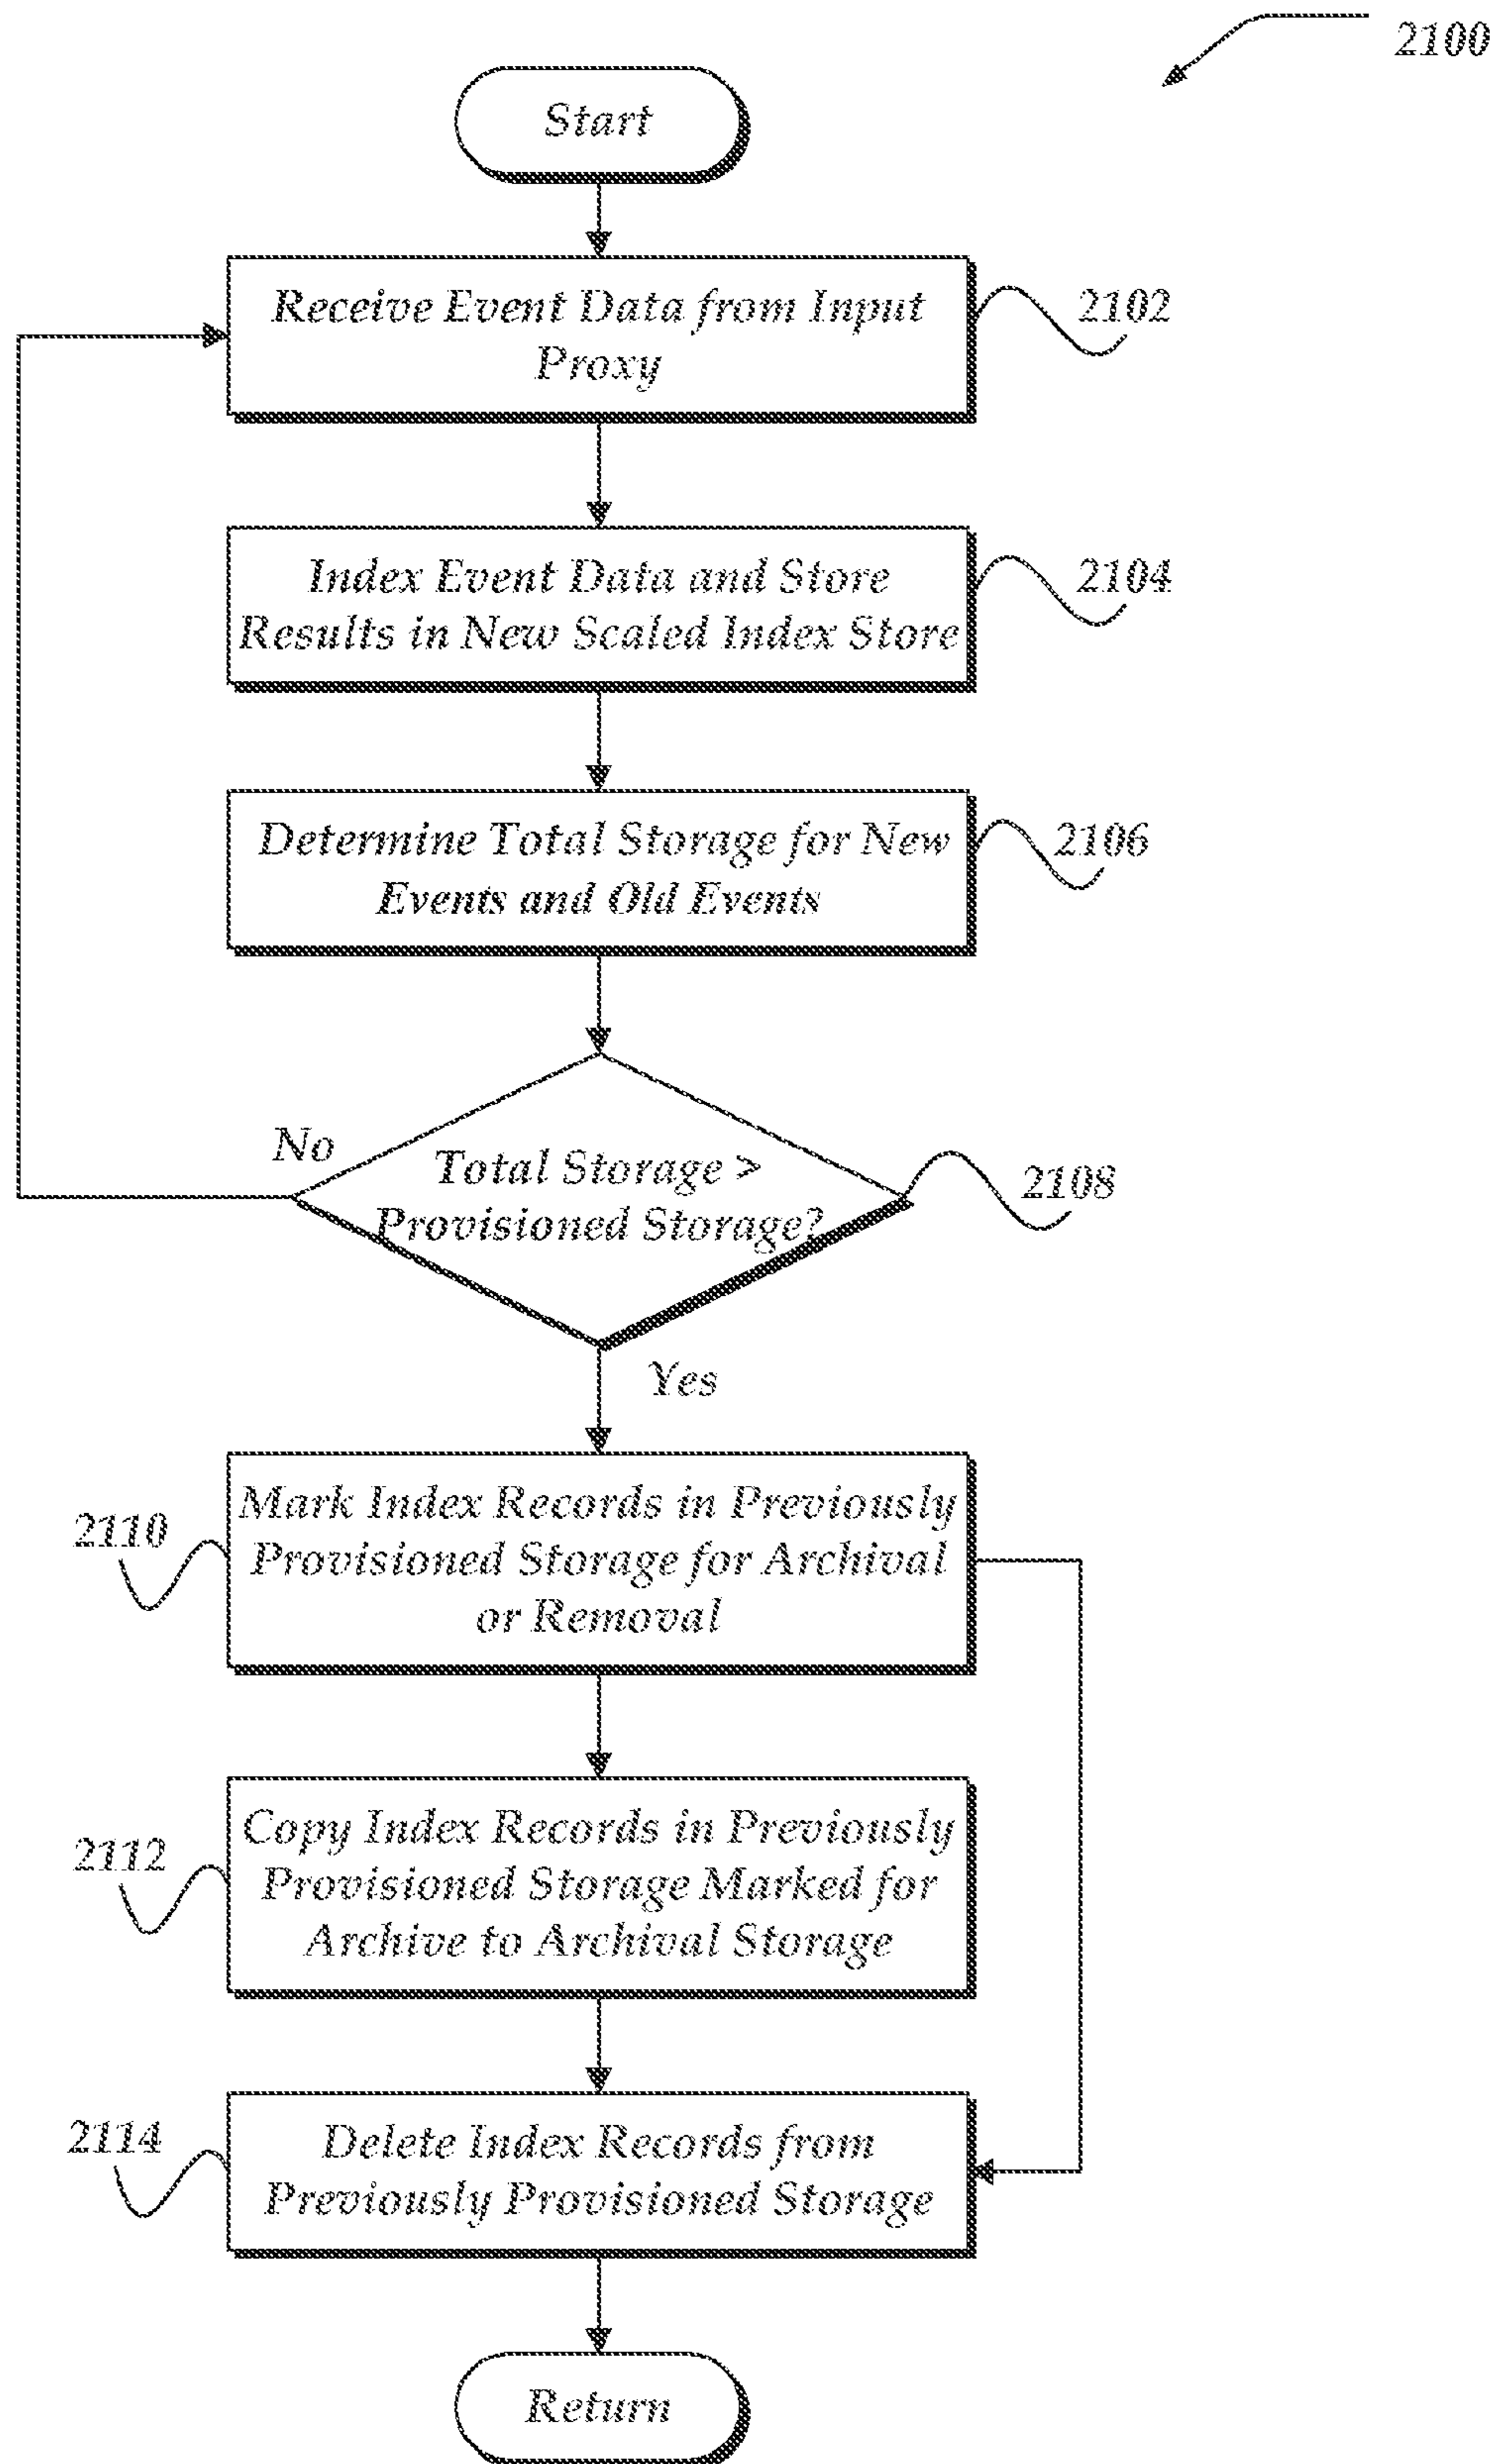 2100
Start
Receive Event Data from Input
Proxy
2102
Index Event Data and Store
Results in New Scaled Index Store
2104
Determine Total Storage for New
Events and Old Events
2106
No
Total Storage >
Provisioned Storage?
2108
Yes
Mark Index Records in Previously
Provisioned Storage for Archival
or Removal
2110
Copy Index Records in Previously
Provisioned Storage Marked for
Archive to Archival Storage
2112
Delete Index Records from
Previously Provisioned Storage
2114
Return